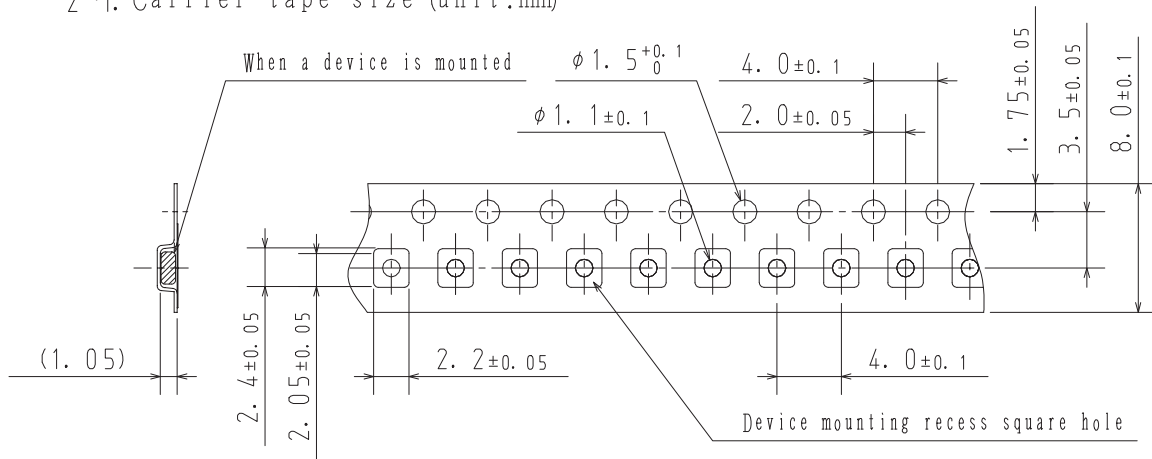 Carrier tape size (unit:mm)
When a device is mounted
φ1.5 +0.1 0
4.0±0.1
φ1.1±0.1
2.0±0.05
1.75±0.05
3.5±0.05
8.0±0.1
(1.05)
2.4±0.05
2.05±0.05
2.2±0.05
4.0±0.1
Device mounting recess square hole